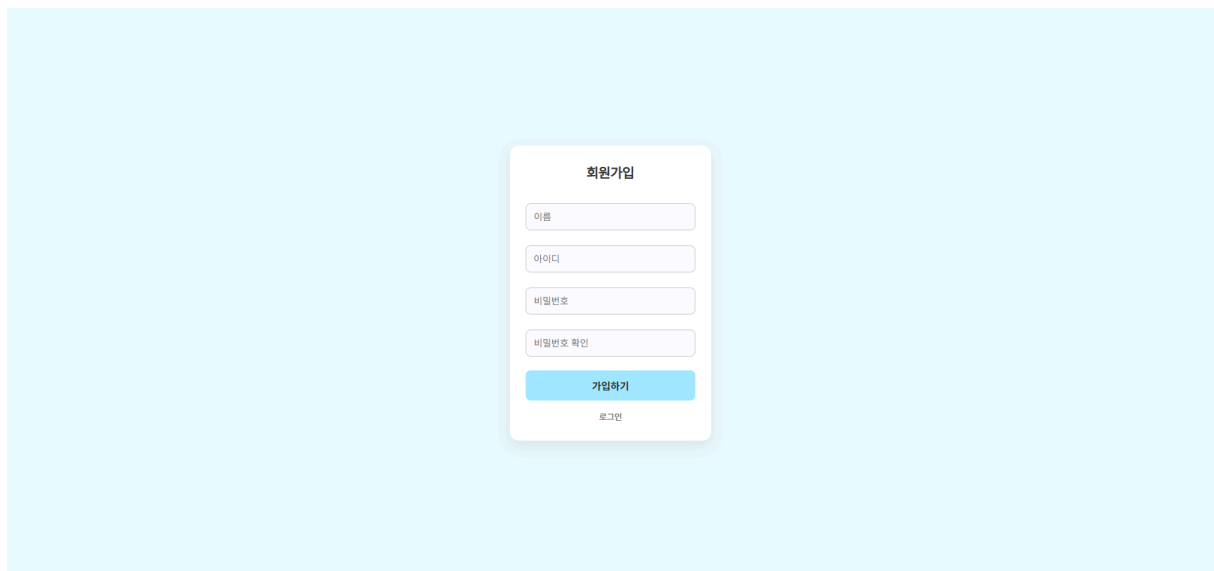 회원가입
이름
아이디
비밀번호
비밀번호 확인
가입하기
로그인